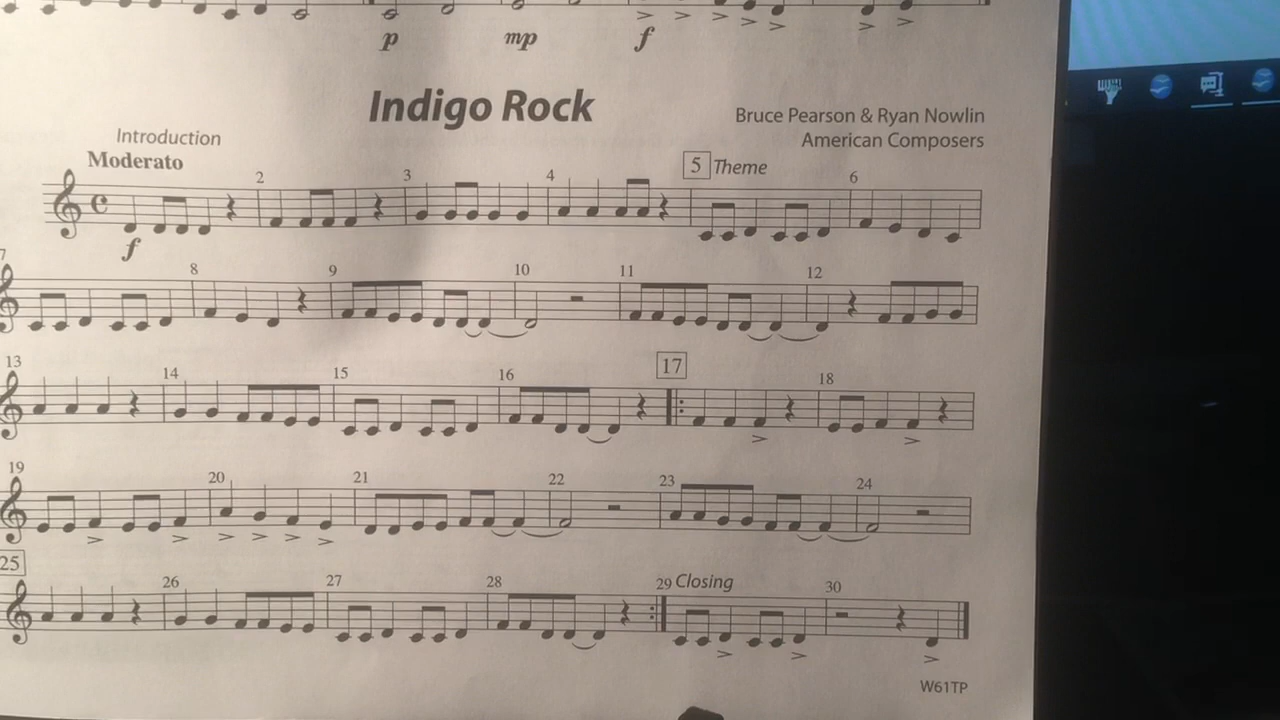 p mp f
Indigo Rock
Bruce Pearson & Ryan Nowlin
American Composers
Introduction
Moderato
2 3 4 5 Theme 6
f
7 8 9 10 11 12
13 14 15 16 17 18
19 20 21 22 23 24
25 26 27 28 29 Closing 30
W61TP